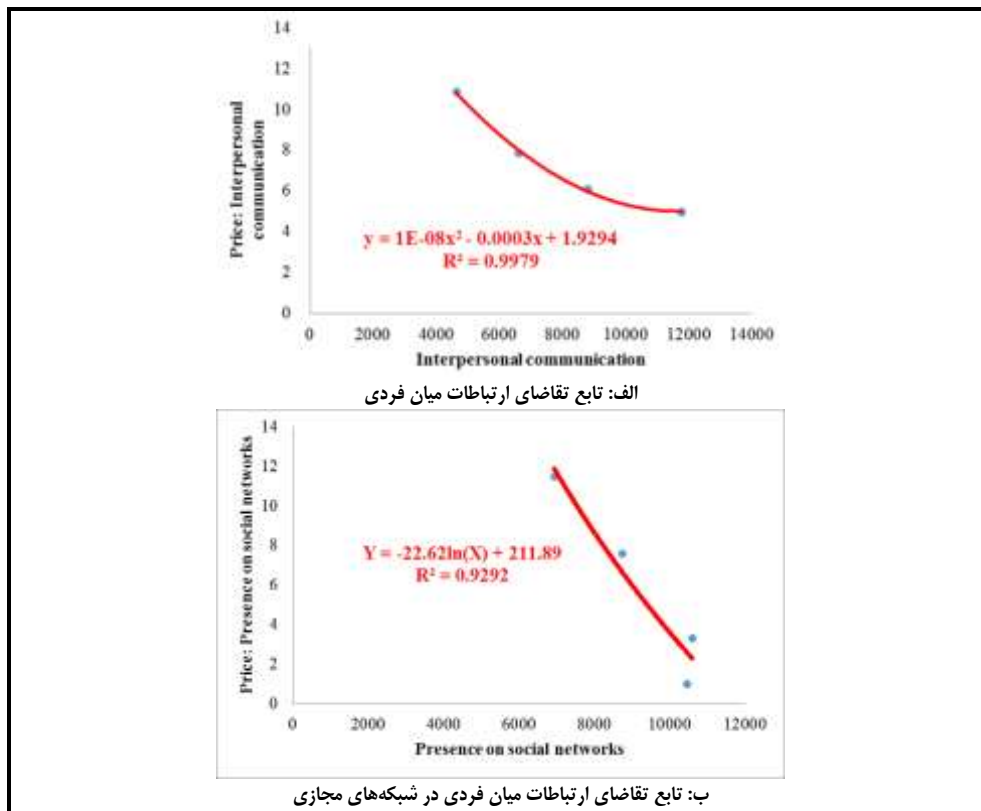 14
12
10
8
6
4
2
0
Price: Interpersonal
communication
y = 1E-08x² - 0.0003x + 1.9294
R² = 0.9979
0 2000 4000 6000 8000 10000 12000 14000
Interpersonal communication
الف: تابع تقاضای ارتباطات میان فردی
14
12
10
8
6
4
2
0
Price: Presence on social networks
Y = -22.62ln(X) + 211.89
R² = 0.9292
0 2000 4000 6000 8000 10000 12000
Presence on social networks
ب: تابع تقاضای ارتباطات میان فردی در شبکه‌های مجازی